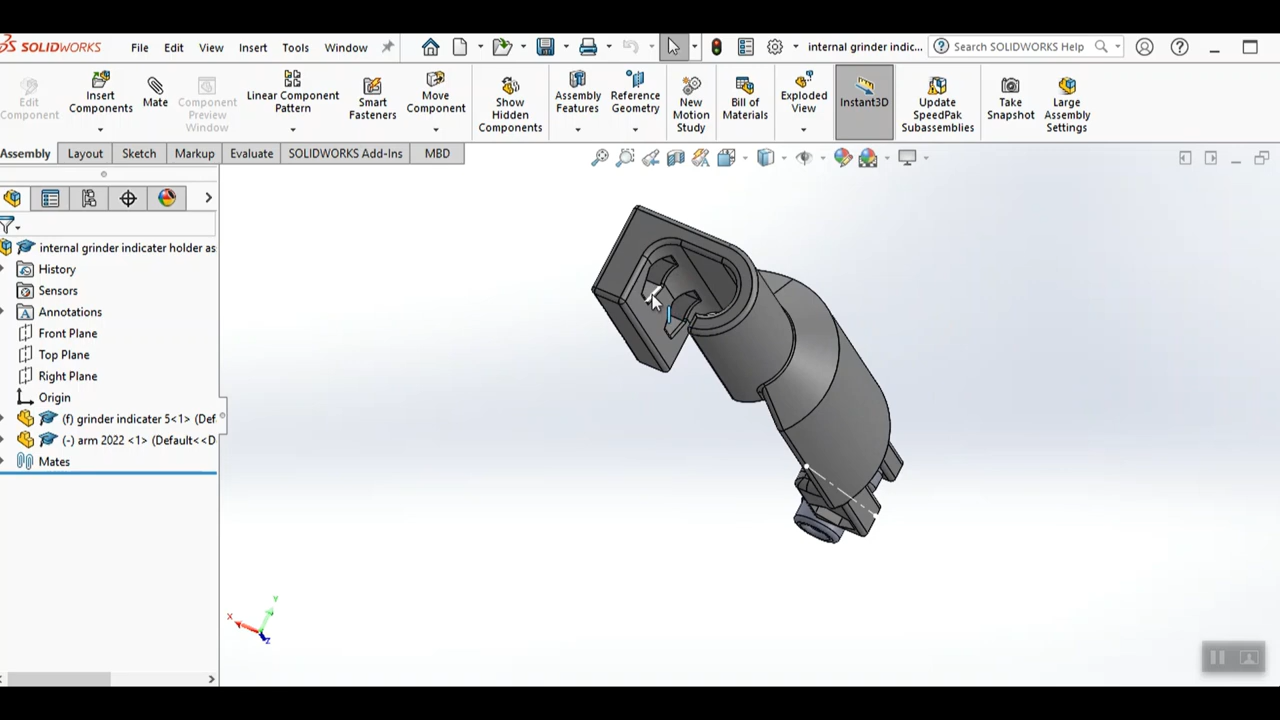 SOLIDWORKS File Edit View Insert Tools Window internal grinder indic... Search SOLIDWORKS Help
Edit Component
Insert Components
Mate
Component Preview Window
Linear Component Pattern
Smart Fasteners
Move Component
Show Hidden Components
Assembly Features
Reference Geometry
New Motion Study
Bill of Materials
Exploded View
Instant3D
Update SpeedPak Subassemblies
Take Snapshot
Large Assembly Settings
Assembly Layout Sketch Markup Evaluate SOLIDWORKS Add-Ins MBD
internal grinder indicater holder as
History
Sensors
Annotations
Front Plane
Top Plane
Right Plane
Origin
(f) grinder indicater 5<1> (Def
(-) arm 2022 <1> (Default<<D
Mates
Y
X
Z